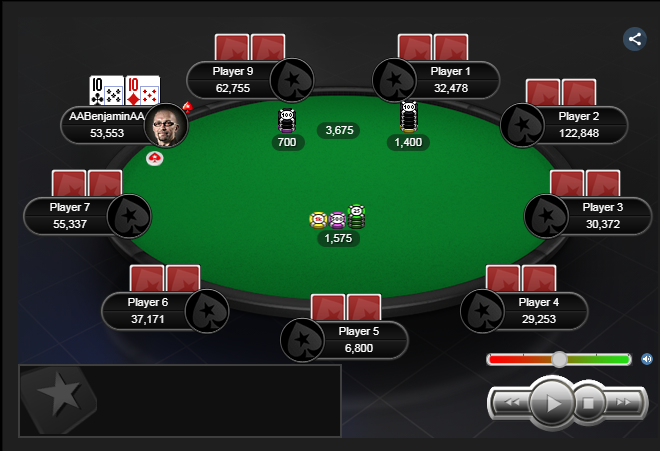 Player 9
62,755
Player 1
32,478
10 10
AABenjaminAA
53,553
Player 2
122,848
700
3,675
1,400
Player 7
55,337
Player 3
30,372
1,575
Player 6
37,171
Player 4
29,253
Player 5
6,800